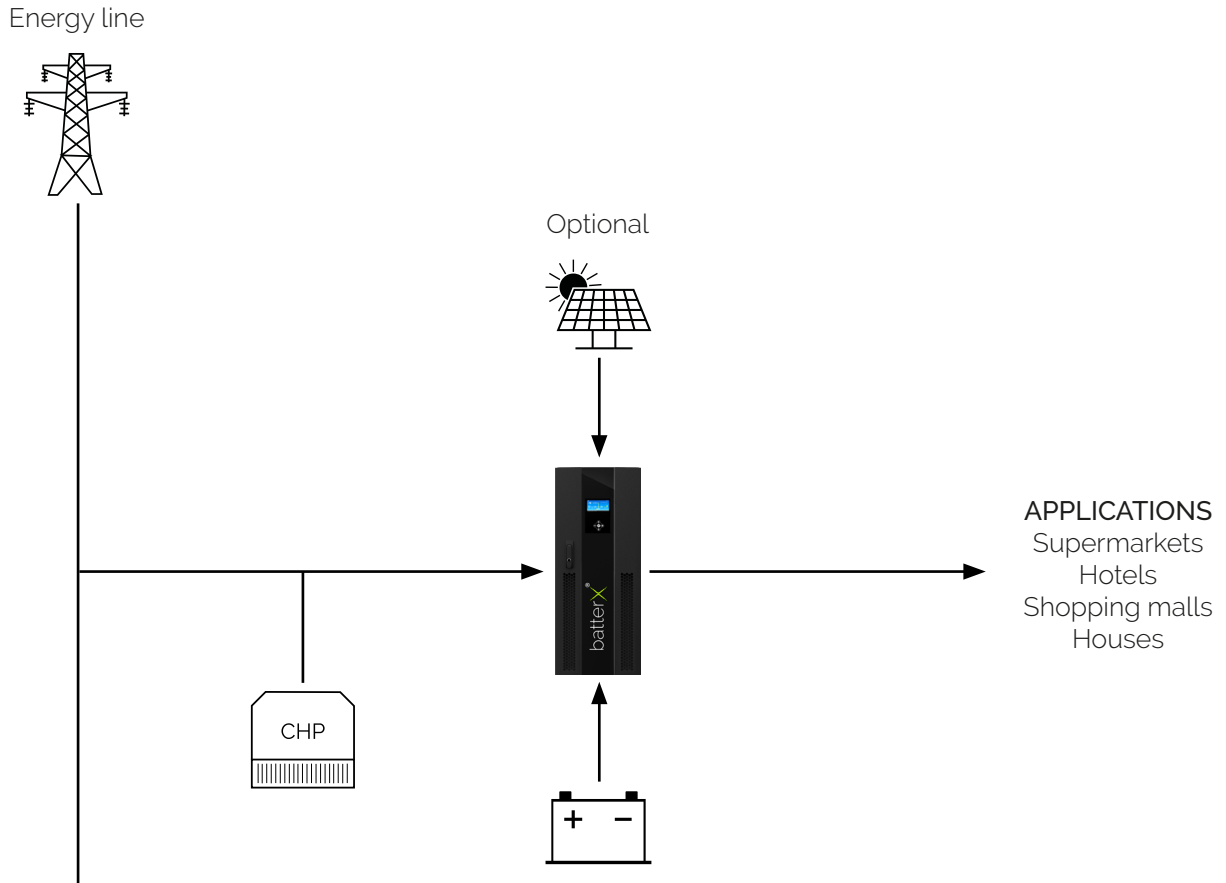 Energy line
Optional
batterX®
APPLICATIONS
Supermarkets
Hotels
Shopping malls
Houses
CHP
+ −